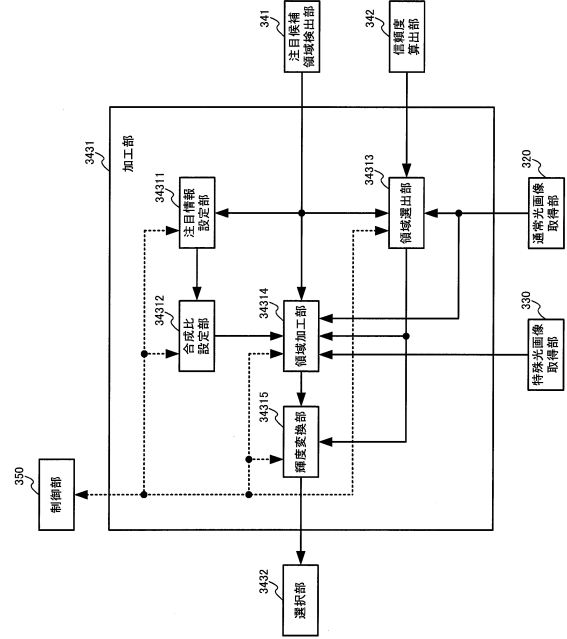 341
注目候補
領域検出部
342
信頼度
算出部
3431
加工部
34311
注目情報
設定部
34313
領域選出部
320
通常光画像
取得部
34312
合成比
設定部
34314
領域加工部
330
特殊光画像
取得部
34315
輝度変換部
350
制御部
3432
選択部